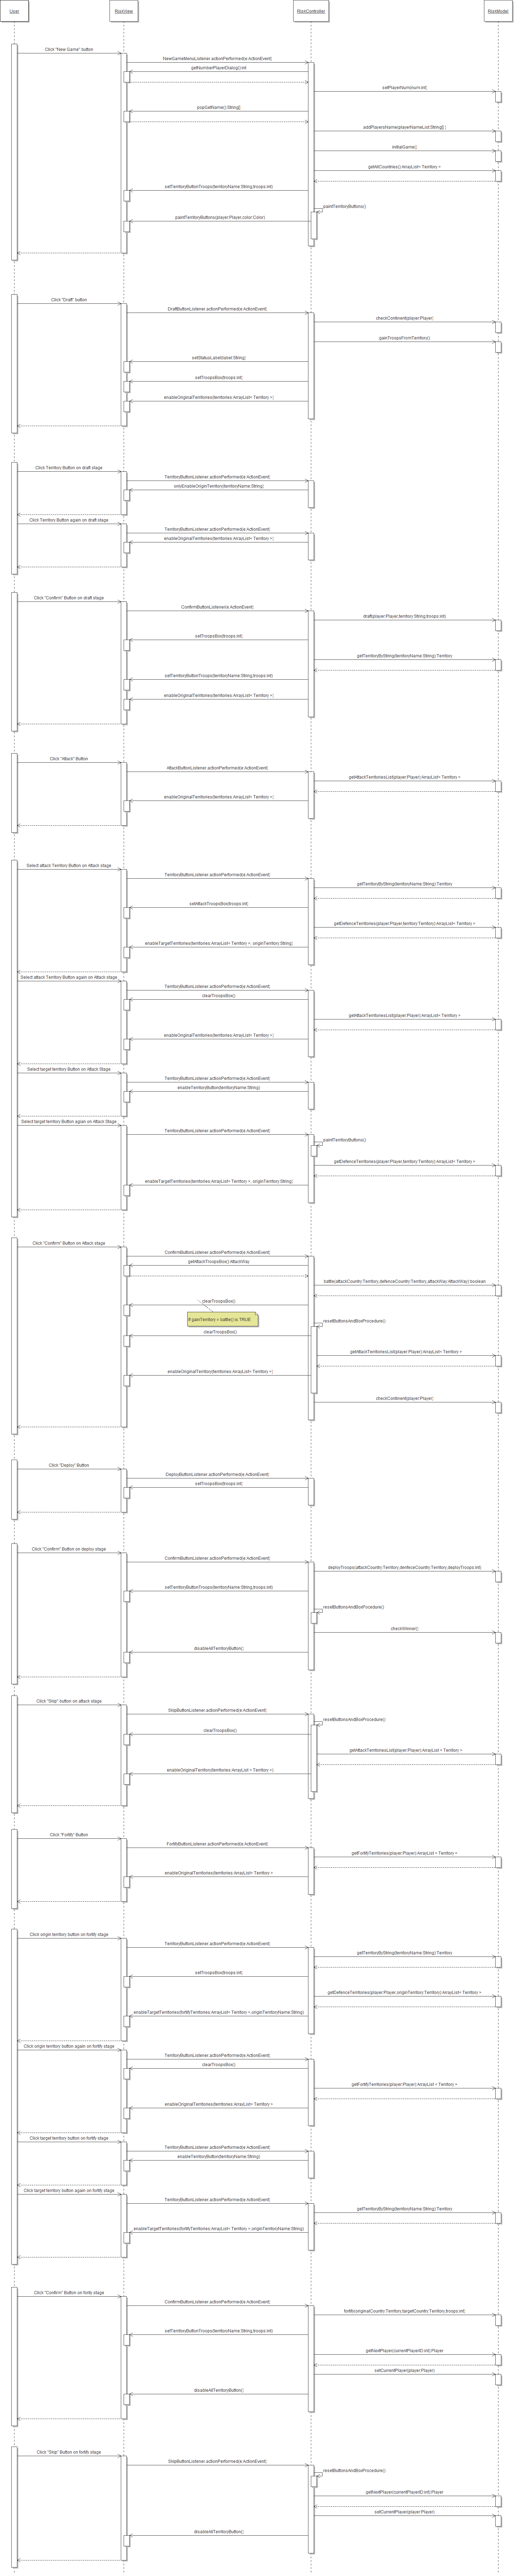 User
RiskView
RiskController
RiskModel
Click "New Game" button
NewGameMenuListener.actionPerformed(e:ActionEvent)
getNumberPlayerDialog():int
setPlayerNum(num:int)
popGetName():String[]
addPlayersName(playerNameList:String[] )
initialGame()
getAllCountries():ArrayList< Territory >
setTerritoryButtonTroops(territoryName:String,troops:int)
paintTerritoryButtons()
paintTerritoryButtons(player:Player,color:Color)
Click "Draft" button
DraftButtonListener.actionPerformed(e:ActionEvent)
checkContinent(player:Player)
gainTroopsFromTerritory()
setStatusLabel(label:String)
setTroopsBox(troops:int)
enableOriginalTerritories(territories:ArrayList< Territory >)
Click Territory Button on draft stage
TerritoryButtonListener.actionPerformed(e:ActionEvent)
onlyEnableOriginTerritory(territoryName:String)
Click Territory Button again on draft stage
TerritoryButtonListener.actionPerformed(e:ActionEvent)
enableOriginalTerritories(territories:ArrayList< Territory >)
Click "Confirm" Button on draft stage
ConfirmButtonListener(e:ActionEvent)
draft(player:Player,territory:String,troops:int)
setTroopsBox(troops:int)
getTerritoryByString(territoryName:String):Territory
setTerritoryButtonTroops(territoryName:String,troops:int)
enableOriginalTerritories(territories:ArrayList< Territory >)
Click "Attack" Button
AttackButtonListener.actionPerformed(e:ActionEvent)
getAttackTerritoriesList(player:Player):ArrayList< Territory >
enableOriginalTerritories(territories:ArrayList< Territory >)
Select attack Territory Button on Attack stage
TerritoryButtonListener.actionPerformed(e:ActionEvent)
getTerritoryByString(territoryName:String):Territory
setAttackTroopsBox(troops:int)
getDefenceTerritories(player:Player,territory:Territory):ArrayList< Territory >
enableTargetTerritories(territories:ArrayList< Territory >, originTerritory:String)
Select attack Territory Button again on Attack stage
TerritoryButtonListener.actionPerformed(e:ActionEvent)
clearTroopsBox()
getAttackTerritoriesList(player:Player):ArrayList< Territory >
enableOriginalTerritories(territories:ArrayList< Territory >)
Select target territory Button on Attack Stage
TerritoryButtonListener.actionPerformed(e:ActionEvent)
enableTerritoryButton(territoryName:String)
Select target territory Button again on Attack Stage
TerritoryButtonListener.actionPerformed(e:ActionEvent)
paintTerritoryButtons()
getDefenceTerritories(player:Player,territory:Territory):ArrayList< Territory >
enableTargetTerritories(territories:ArrayList< Territory >, originTerritory:String)
Click "Confirm" Button on Attack stage
ConfirmButtonListener.actionPerformed(e:ActionEvent)
getAttackTroopsBox():AttackWay
battle(attackCountry:Territory,defenceCountry:Territory,attackWay:AttackWay):boolean
clearTroopsBox()
if gainTerritory = battle() is TRUE
resetButtonsAndBoxProcedure()
clearTroopsBox()
getAttackTerritoriesList(player:Player):ArrayList< Territory >
enableOriginalTerritory(territories:ArrayList< Territory >)
checkContinent(player:Player)
Click "Deploy" Button
DeployButtonListener.actionPerformed(e:ActionEvent)
setTroopsBox(troops:int)
Click "Confirm" Button on deploy stage
ConfirmButtonListener.actionPerformed(e:ActionEvent)
deployTroops(attackCountry:Territory,denfeceCountry:Territory,deployTroops:int)
setTerritoryButtonTroops(territoryName:String,troops:int)
resetButtonsAndBoxPocedure()
checkWinner()
disableAllTerritoryButton()
Click "Skip" button on attack stage
SkipButtonListener.actionPerformed(e:ActionEvent)
resetButtonsAndBoxProcedure()
clearTroopsBox()
getAttackTerritoriesList(player:Player):ArrayList < Territory >
enableOriginalTerritory(territories:ArrayList < Territory >)
Click "Fortify" Button
FortifyButtonListener.actionPerformed(e:ActionEvent)
getFortifyTerritories(player:Player):ArrayList < Territory >
enableOriginalTerritories(territories:ArrayList< Territory >
Click origin territory button on fortify stage
TerritoryButtonListener.actionPerformed(e:ActionEvent)
getTerritoryByString(territoryName:String):Territory
setTroopsBox(troops:int)
getDefenceTerritories(player:Player,originTerritory:Territory):ArrayList< Territory >
enableTargetTerritories(fortifyTerritories:ArrayList< Territory >,originTerritoryName:String)
Click origin territory button again on fortify stage
TerritoryButtonListener.actionPerformed(e:ActionEvent)
clearTroopsBox()
getFortifyTerritories(player:Player):ArrayList < Territory >
enableOriginalTerritories(territories:ArrayList< Territory >
Click target territory button on fortify stage
TerritoryButtonListener.actionPerformed(e:ActionEvent)
enableTerritoryButton(territoryName:String)
Click target territory button again on fortify stage
TerritoryButtonListener.actionPerformed(e:ActionEvent)
getTerritoryByString(territoryName:String):Territory
enableTargetTerritories(fortifyTerritories:ArrayList< Territory >,originTerritoryName:String)
Click "Confirm" Button on fortify stage
ConfirmButtonListener.actionPerformed(e:ActionEvent)
fortify(originalCountry:Territory,targetCountry:Territory,troops:int)
setTerritoryButtonTroops(territoryName:String,troops:int)
getNextPlayer(currentPlayerID:int):Player
setCurrentPlayer(player:Player)
disableAllTerritoryButton()
Click "Skip" Button on fortify stage
SkipButtonListener.actionPerformed(e:ActionEvent)
resetButtonsAndBoxProcedure()
getNextPlayer(currentPlayerID:int):Player
setCurrentPlayer(player:Player)
disableAllTerritoryButton()